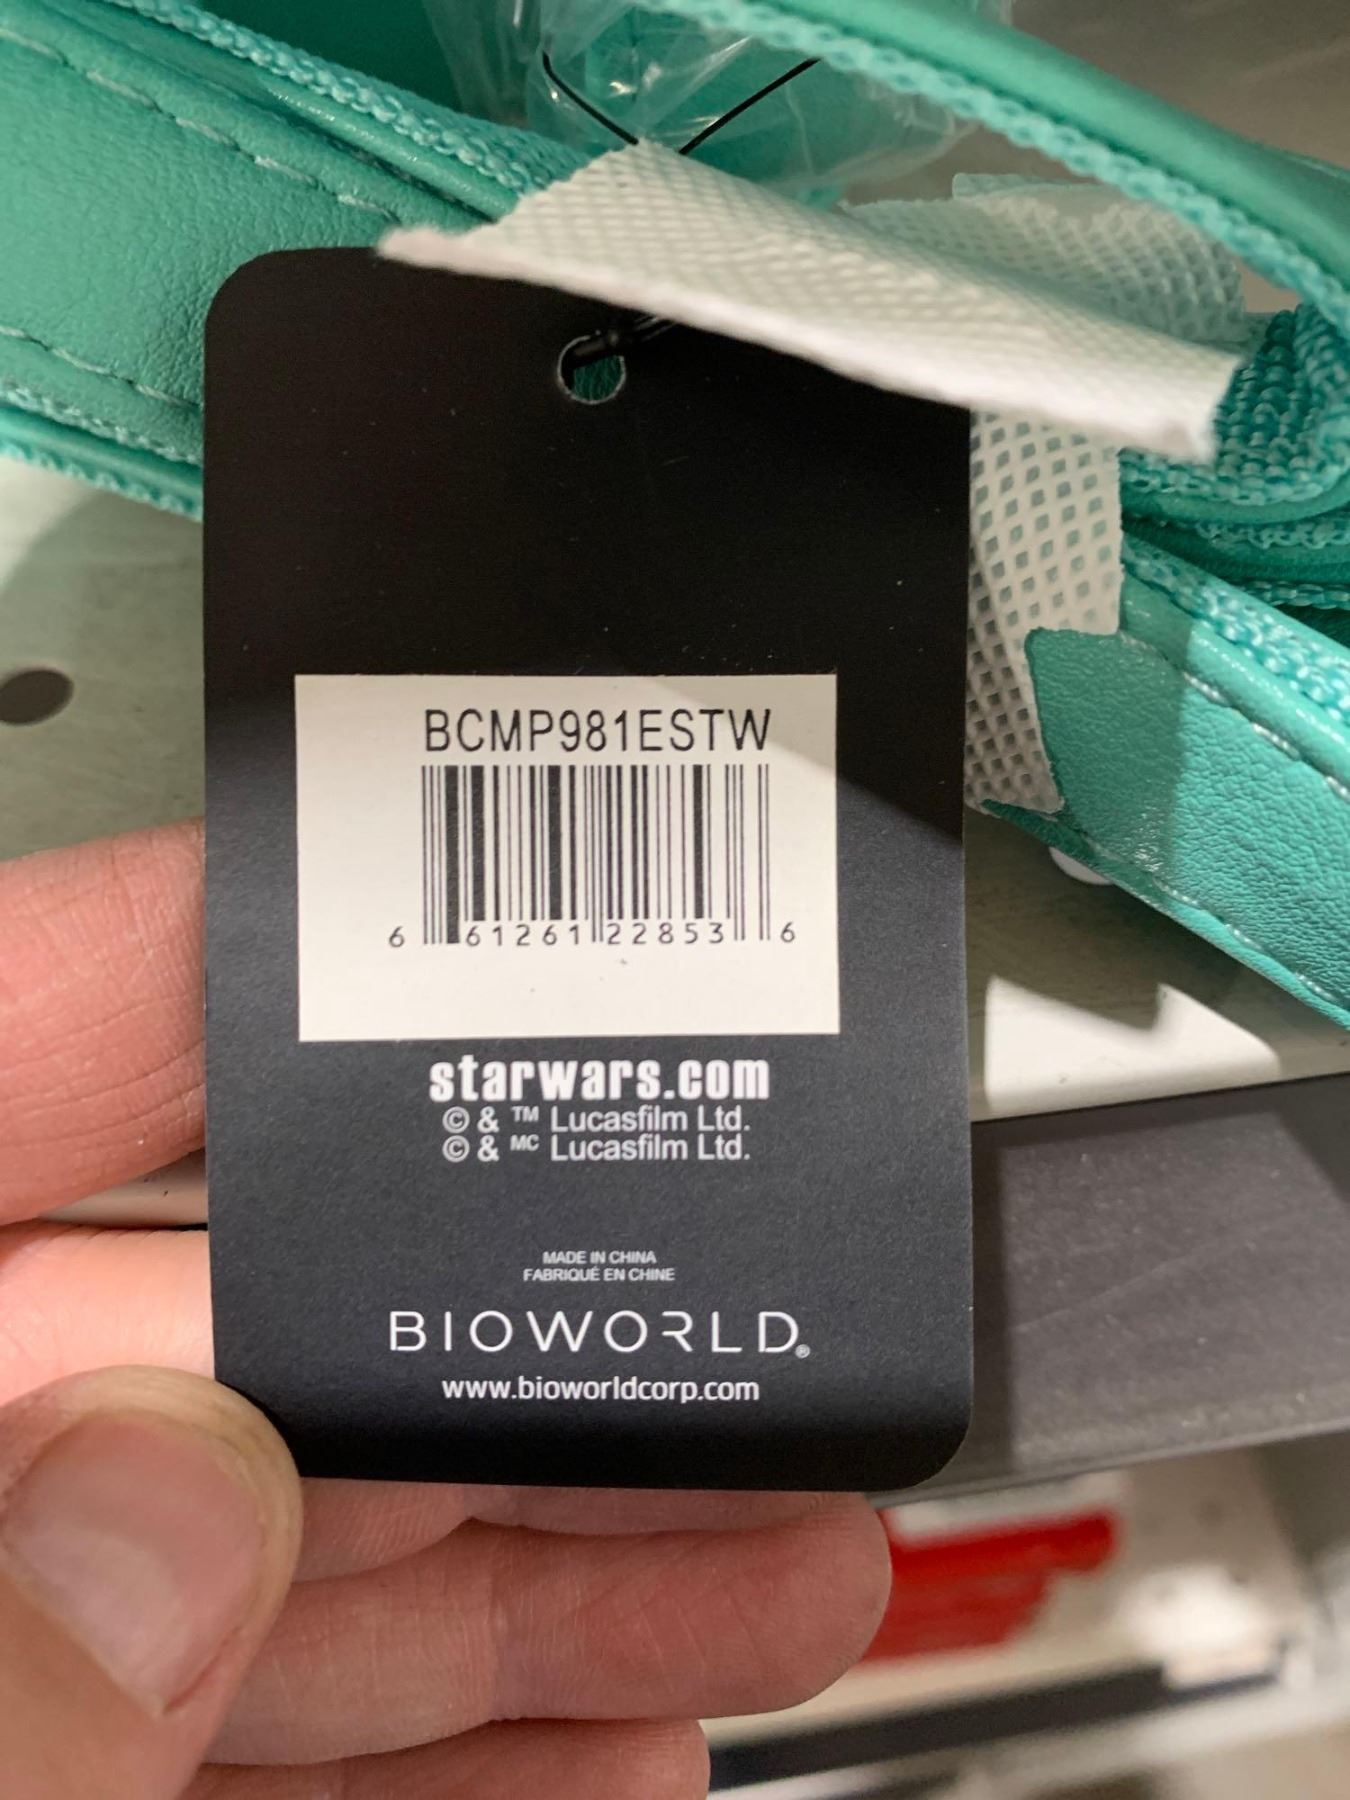 BCMP981ESTW
6 61261 22853 6
starwars.com
© & ™ Lucasfilm Ltd.
© & MC Lucasfilm Ltd.
MADE IN CHINA
FABRIQUÉ EN CHINE
BIOWORLD®
www.bioworldcorp.com